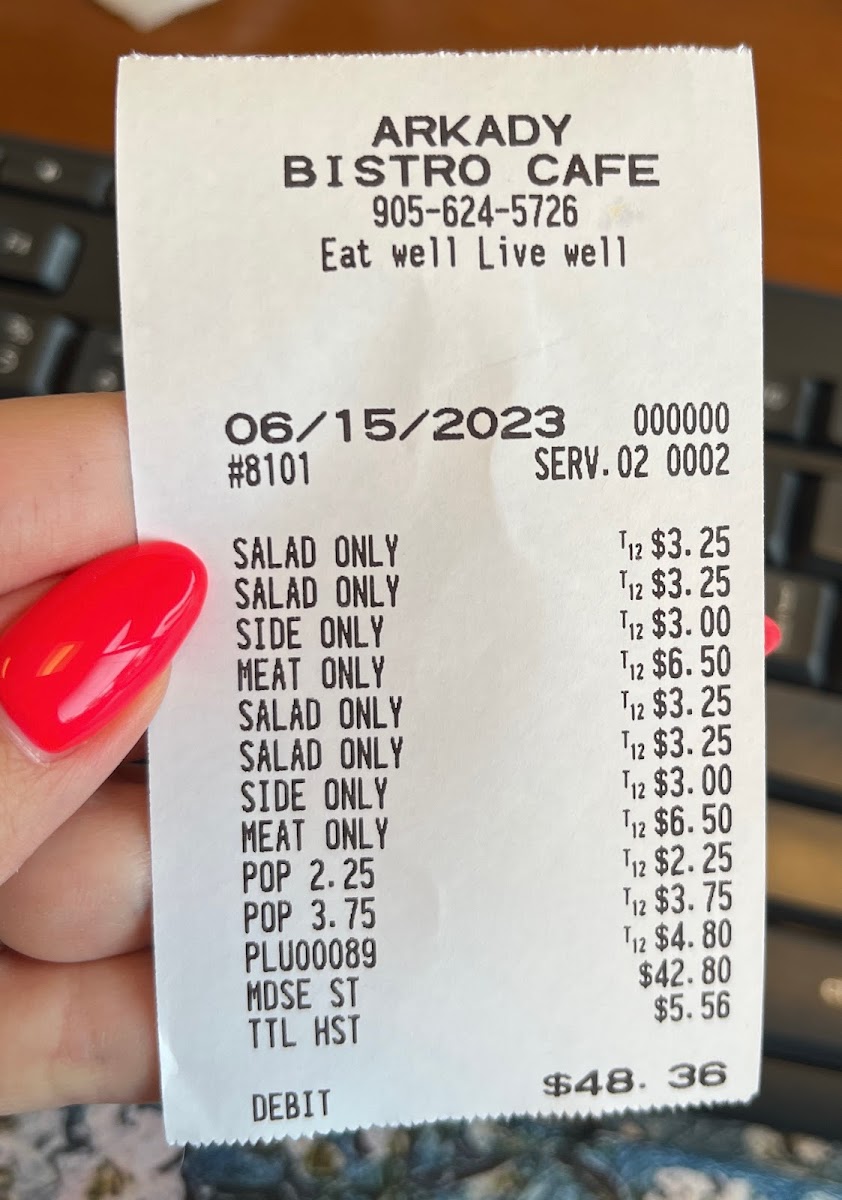 ARKADY
BISTRO CAFE
905-624-5726
Eat well Live well
06/15/2023 000000
#8101 SERV.02 0002
SALAD ONLY T12 $3.25
SALAD ONLY T12 $3.25
SIDE ONLY T12 $3.00
MEAT ONLY T12 $6.50
SALAD ONLY T12 $3.25
SALAD ONLY T12 $3.25
SIDE ONLY T12 $3.00
MEAT ONLY T12 $6.50
POP 2.25 T12 $2.25
POP 3.75 T12 $3.75
PLU00089 T12 $4.80
MDSE ST $42.80
TTL HST $5.56
DEBIT $48.36